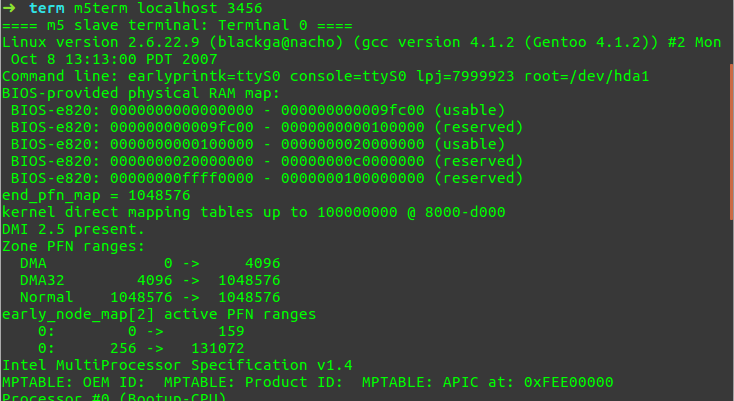 ➜  term m5term localhost 3456
==== m5 slave terminal: Terminal 0 ====
Linux version 2.6.22.9 (blackga@nacho) (gcc version 4.1.2 (Gentoo 4.1.2)) #2 Mon
 Oct 8 13:13:00 PDT 2007
Command line: earlyprintk=ttyS0 console=ttyS0 lpj=7999923 root=/dev/hda1
BIOS-provided physical RAM map:
 BIOS-e820: 0000000000000000 - 000000000009fc00 (usable)
 BIOS-e820: 000000000009fc00 - 0000000000100000 (reserved)
 BIOS-e820: 0000000000100000 - 0000000020000000 (usable)
 BIOS-e820: 0000000020000000 - 00000000c0000000 (reserved)
 BIOS-e820: 00000000ffff0000 - 0000000100000000 (reserved)
end_pfn_map = 1048576
kernel direct mapping tables up to 100000000 @ 8000-d000
DMI 2.5 present.
Zone PFN ranges:
  DMA             0 ->     4096
  DMA32        4096 ->  1048576
  Normal    1048576 ->  1048576
early_node_map[2] active PFN ranges
    0:        0 ->      159
    0:      256 ->   131072
Intel MultiProcessor Specification v1.4
MPTABLE: OEM ID:  MPTABLE: Product ID:  MPTABLE: APIC at: 0xFEE00000
Processor #0 (Bootup-CPU)